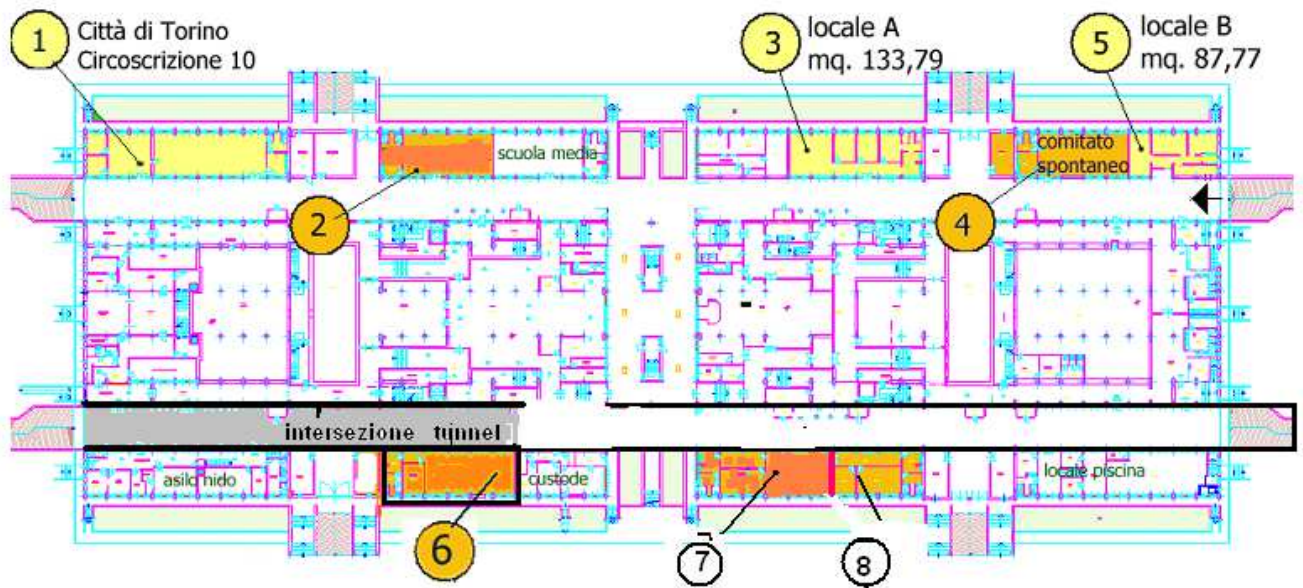 1
Città di Torino
Circoscrizione 10
3
locale A
mq. 133,79
5
locale B
mq. 87,77
scuola media
comitato
spontaneo
2
4
intersezione tunnel
asilo nido
custode
locale piscina
6
7
8